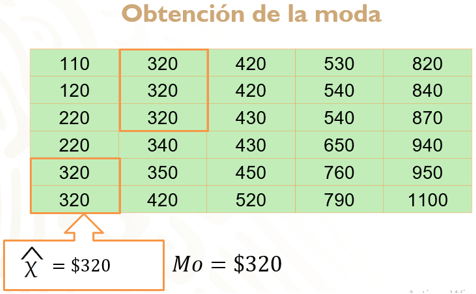 Obtención de la moda
110 320 420 530 820
120 320 420 540 840
220 320 430 540 870
220 340 430 650 940
320 350 450 760 950
320 420 520 790 1100
χ̂ = $320 Mo = $320